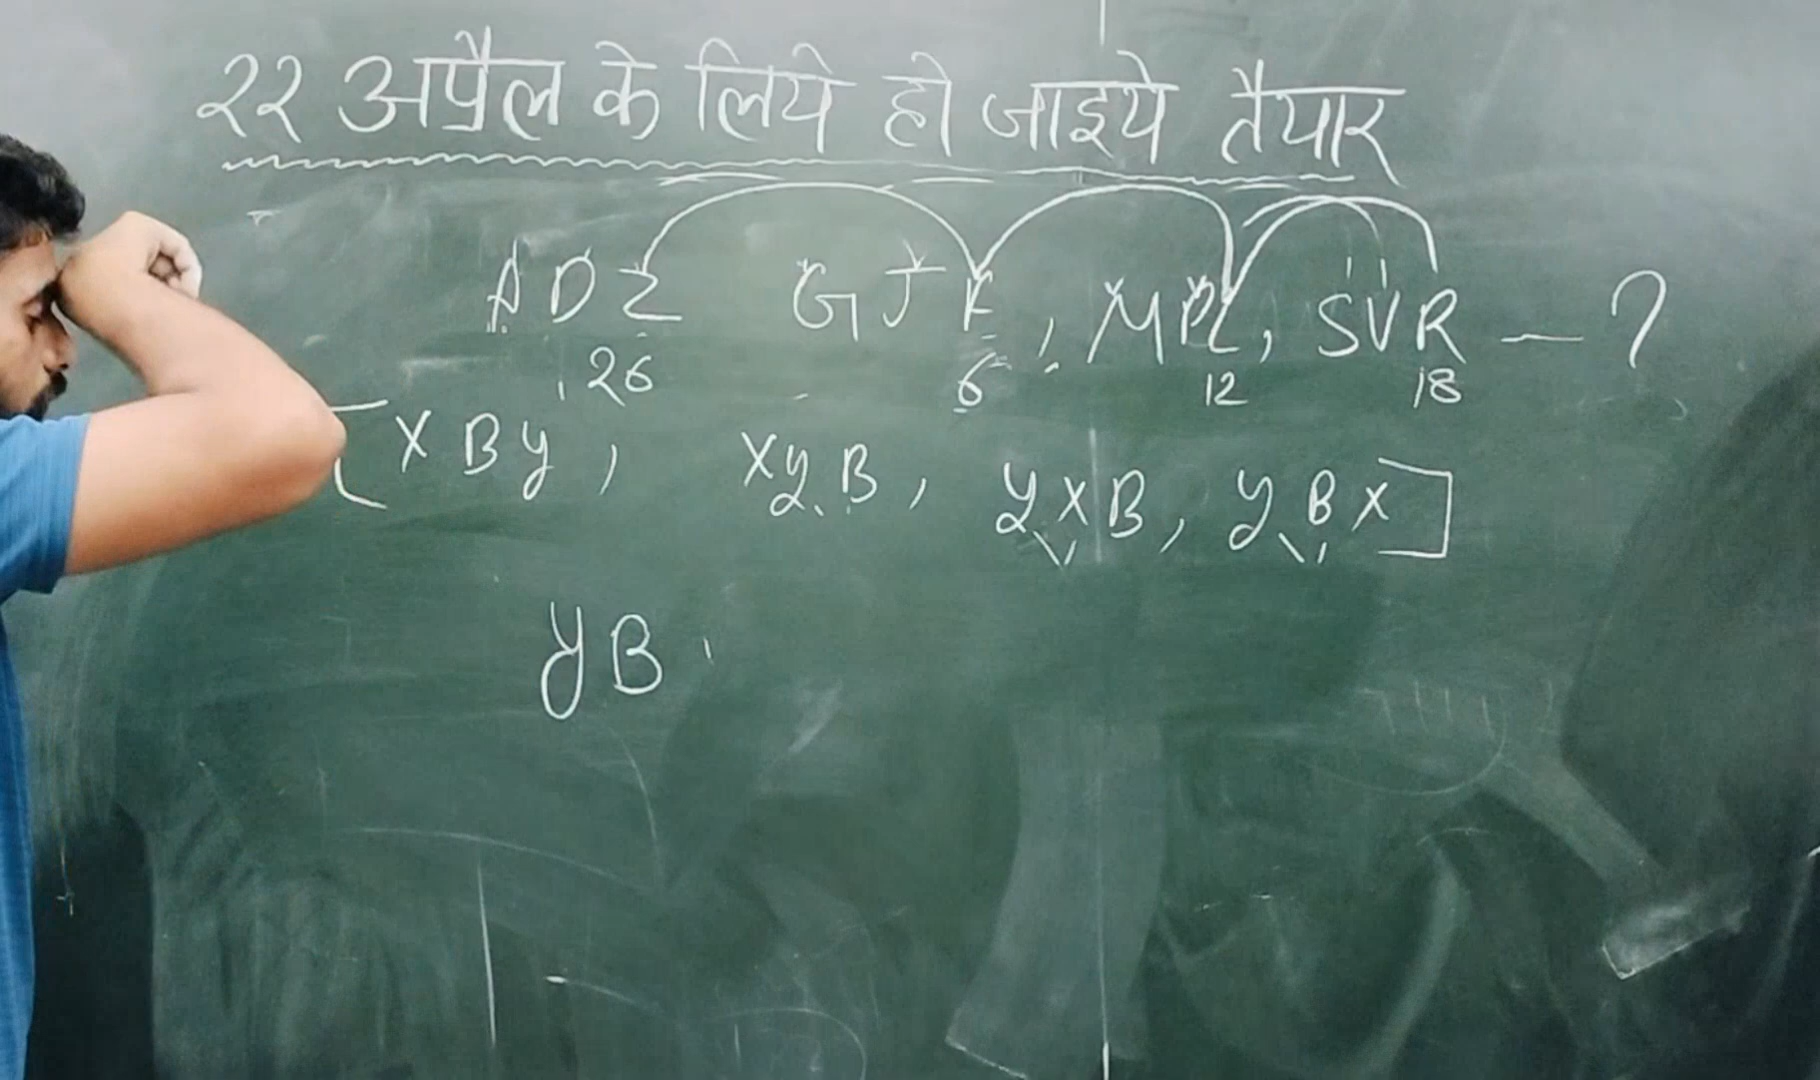 २२ अप्रैल के लिये हो जाइये तैयार
ADZ GJF, MPL, SVR — ?
26 6 12 18
[XBY, XYB, YXB, YBX]
YB